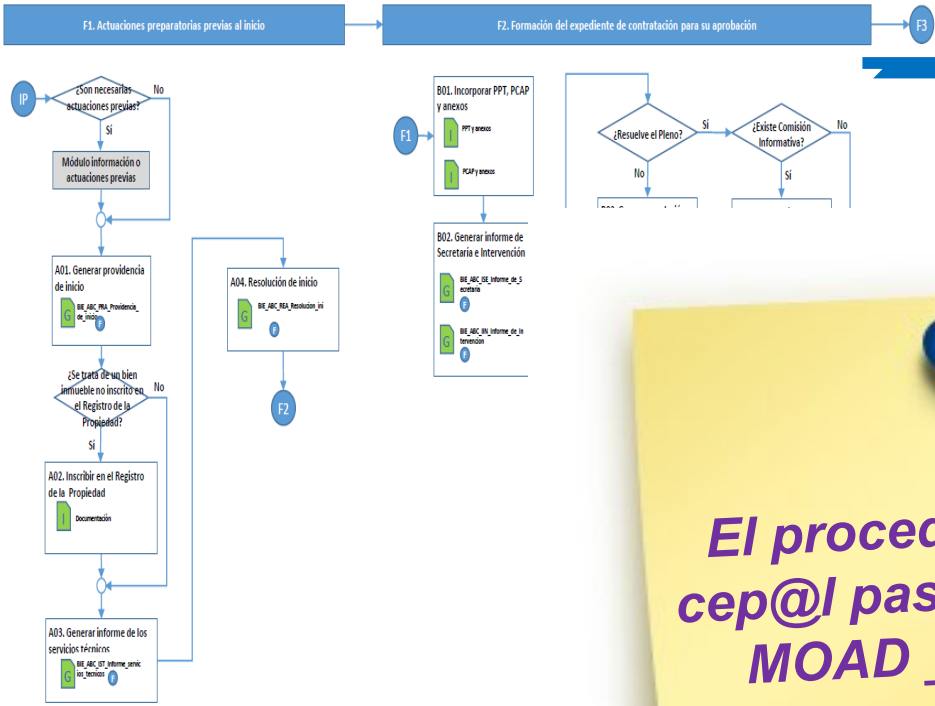 F1. Actuaciones preparatorias previas al inicio
F2. Formación del expediente de contratación para su aprobación
F3
IP
¿Son necesarias
actuaciones previas?
No
Sí
Módulo información o
actuaciones previas
A01. Generar providencia
de inicio
G
BIE_ABC_PRA_Providencia_
de_inicio
F
¿Se trata de un bien
inmueble no inscrito en
el Registro de la
Propiedad?
No
Sí
A02. Inscribir en el Registro
de la Propiedad
I
Documentación
A03. Generar informe de los
servicios técnicos
G
BIE_ABC_IST_Informe_servic
ios_tecnicos
F
A04. Resolución de inicio
G
BIE_ABC_REA_Resolucion_ini
F
F2
F1
B01. Incorporar PPT, PCAP
y anexos
I
PPT y anexos
I
PCAP y anexos
B02. Generar informe de
Secretaría e Intervención
G
BIE_ABC_ISE_Informe_de_S
ecretaria
F
G
BIE_ABC_IIN_Informe_de_In
tervencion
F
¿Resuelve el Pleno?
Sí
No
¿Existe Comisión
Informativa?
No
Sí
El proced
cep@l pas
MOAD _